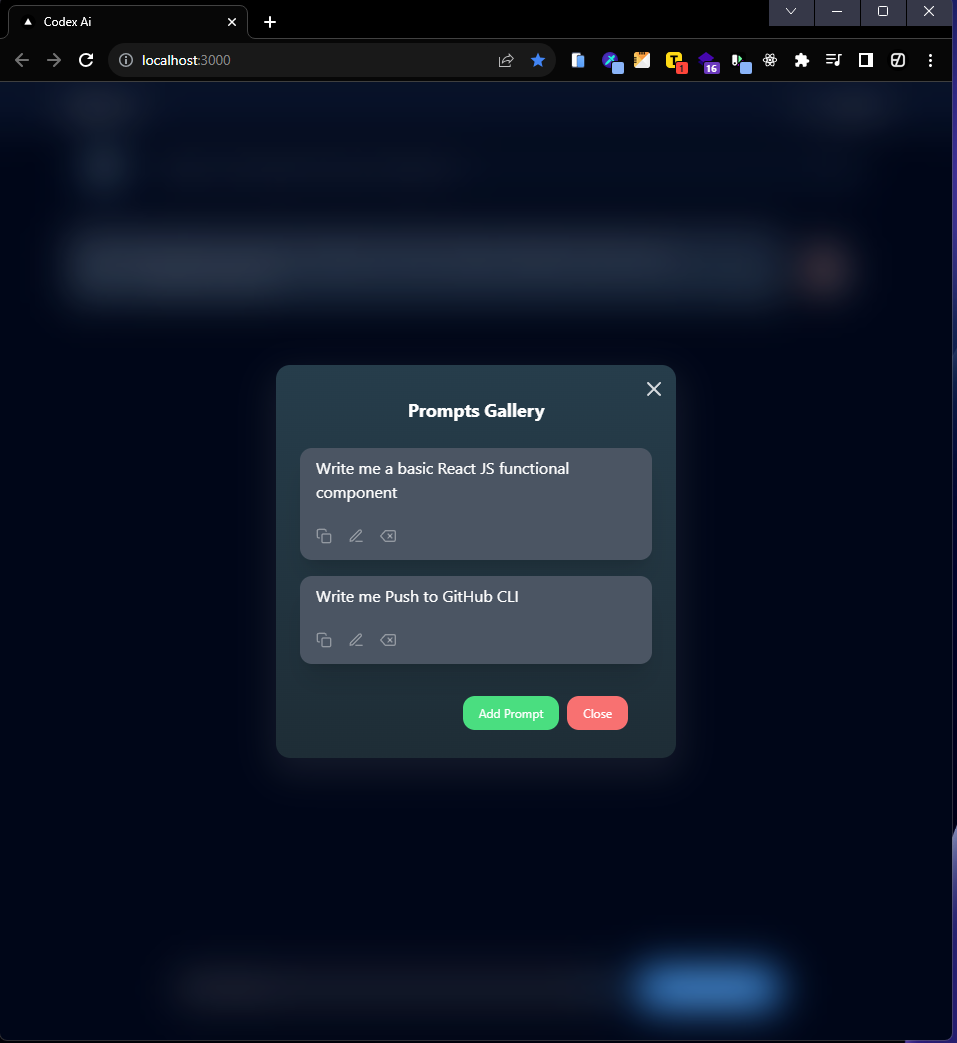 Codex Ai
localhost:3000
1
16
Prompts Gallery
Write me a basic React JS functional
component
Write me Push to GitHub CLI
Add Prompt
Close